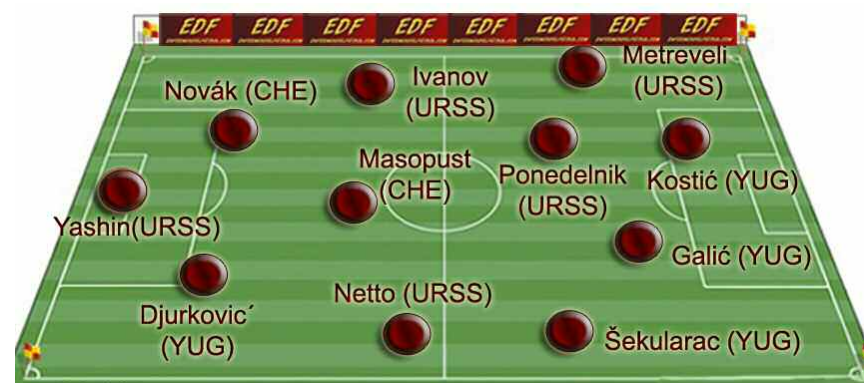 EDF EDF EDF EDF EDF EDF EDF EDF
Metreveli
(URSS)
Ivanov
(URSS)
Novák (CHE)
Masopust
(CHE)
Ponedelnik
(URSS)
Kostić (YUG)
Yashin(URSS)
Galić (YUG)
Netto (URSS)
Djurkovic´
(YUG)
Šekularac (YUG)